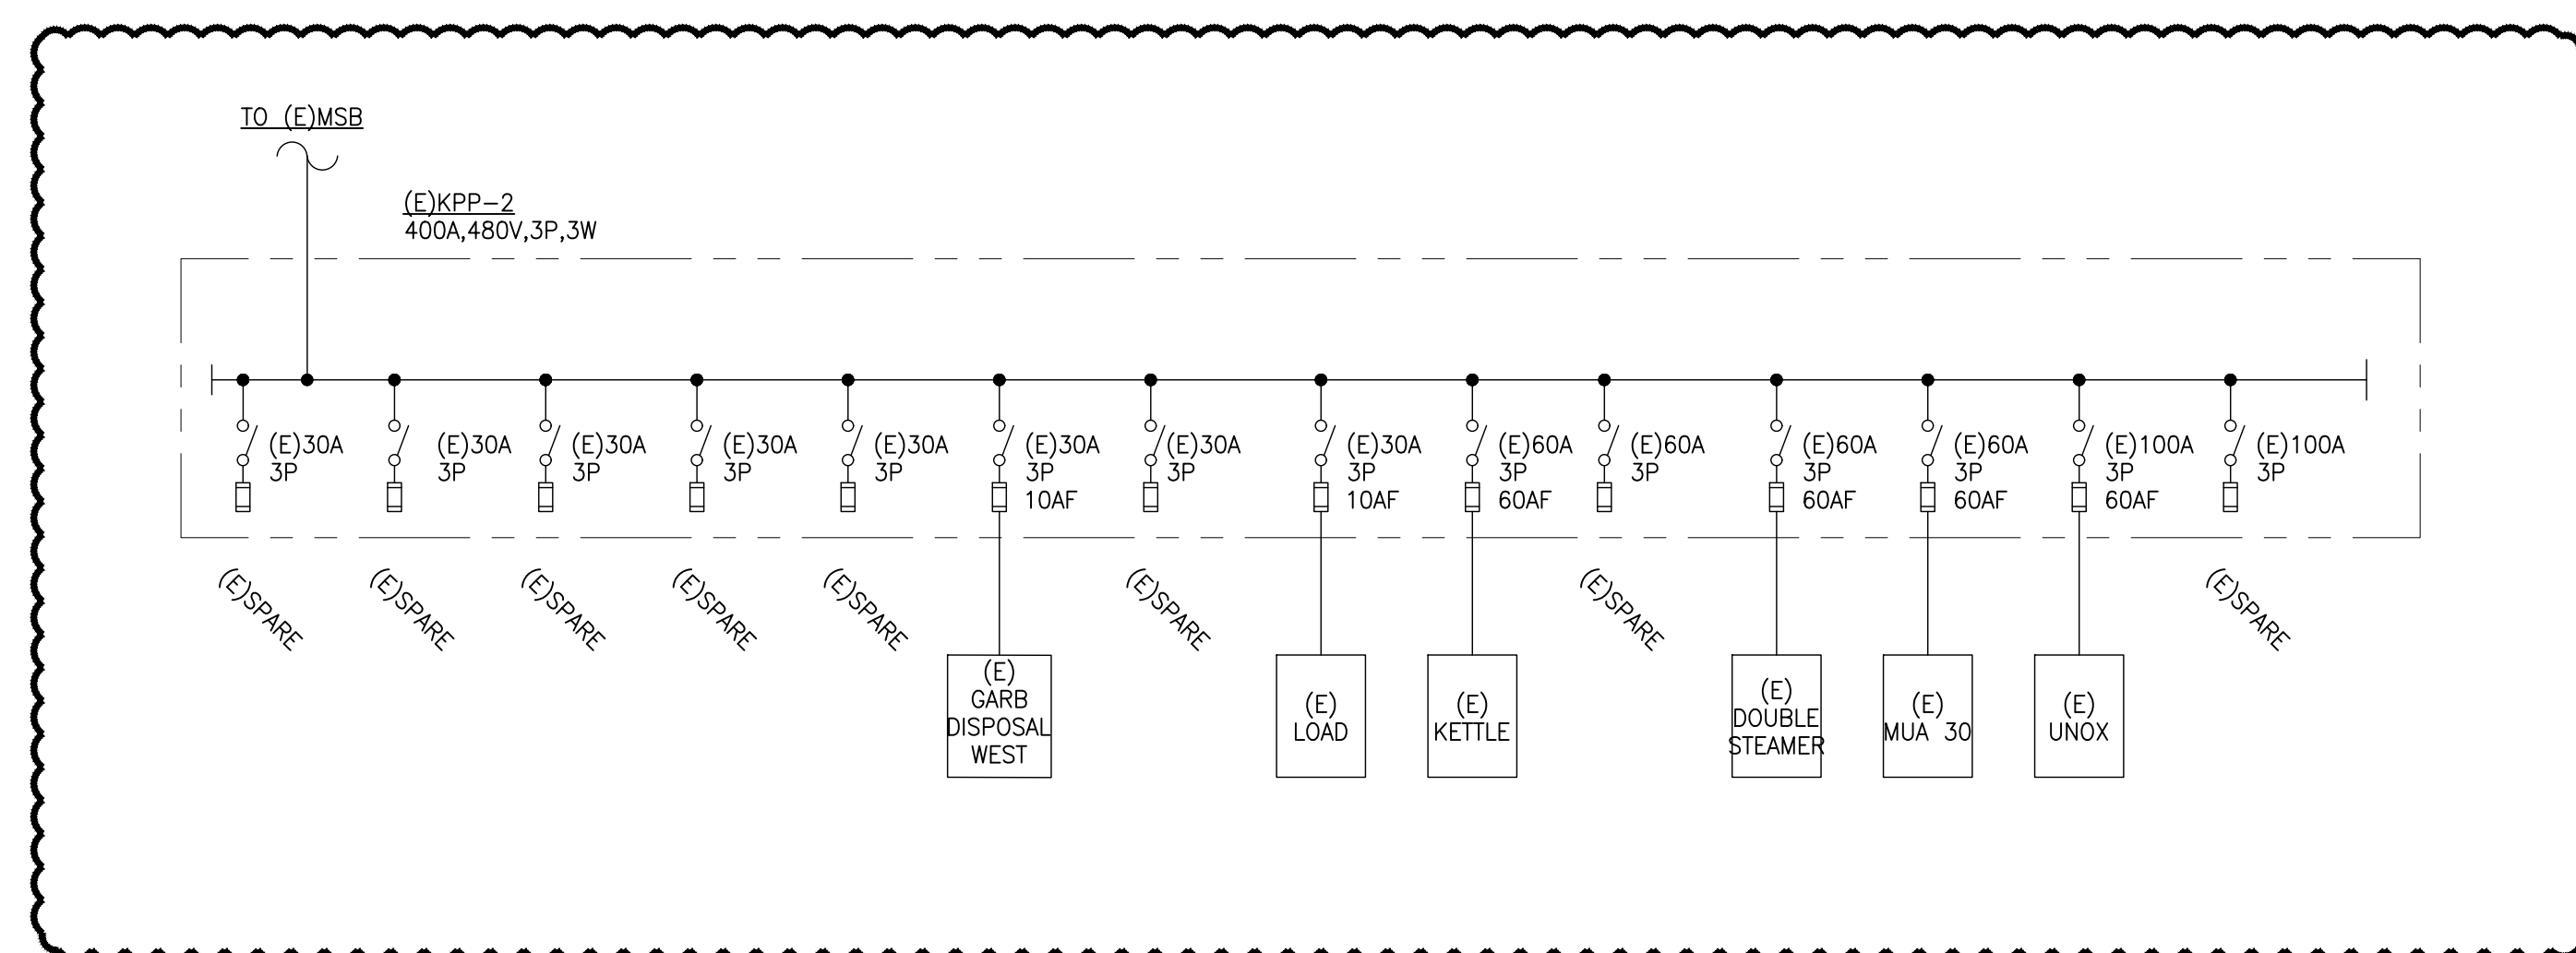 TO (E)MSB
(E)KPP-2
400A,480V,3P,3W
(E)30A
3P
(E)30A
3P
(E)30A
3P
(E)30A
3P
(E)30A
3P
(E)30A
3P
10AF
(E)30A
3P
(E)30A
3P
10AF
(E)60A
3P
60AF
(E)60A
3P
(E)60A
3P
60AF
(E)60A
3P
60AF
(E)100A
3P
60AF
(E)100A
3P
(E)SPARE
(E)SPARE
(E)SPARE
(E)SPARE
(E)SPARE
(E)SPARE
(E)SPARE
(E)SPARE
(E)
GARB
DISPOSAL
WEST
(E)
LOAD
(E)
KETTLE
(E)
DOUBLE
STEAMER
(E)
MUA 30
(E)
UNOX